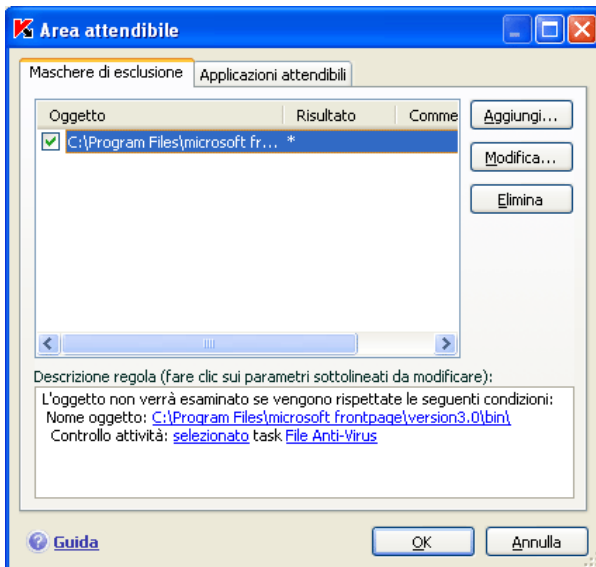 Area attendibile
Maschere di esclusione Applicazioni attendibili
Oggetto Risultato Comme
C:\Program Files\microsoft fr... *
Aggiungi...
Modifica...
Elimina
Descrizione regola (fare clic sui parametri sottolineati da modificare):
L'oggetto non verrà esaminato se vengono rispettate le seguenti condizioni:
Nome oggetto: C:\Program Files\microsoft frontpage\version3.0\bin\
Controllo attività: selezionato task File Anti-Virus
Guida OK Annulla